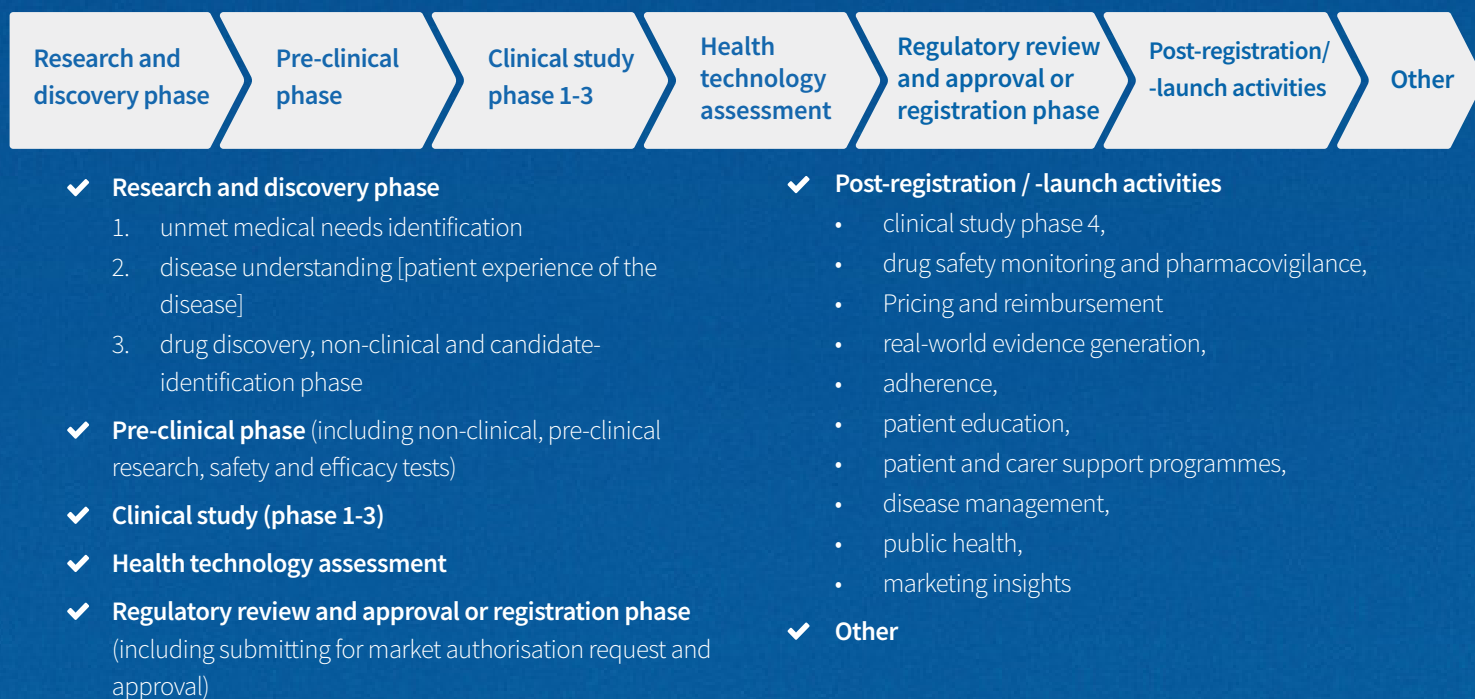 Research and
discovery phase
Pre-clinical
phase
Clinical study
phase 1-3
Health
technology
assessment
Regulatory review
and approval or
registration phase
Post-registration/
-launch activities
Other
✔ Research and discovery phase
1. unmet medical needs identification
2. disease understanding [patient experience of the
disease]
3. drug discovery, non-clinical and candidate-
identification phase
✔ Pre-clinical phase (including non-clinical, pre-clinical
research, safety and efficacy tests)
✔ Clinical study (phase 1-3)
✔ Health technology assessment
✔ Regulatory review and approval or registration phase
(including submitting for market authorisation request and
approval)
✔ Post-registration / -launch activities
• clinical study phase 4,
• drug safety monitoring and pharmacovigilance,
• Pricing and reimbursement
• real-world evidence generation,
• adherence,
• patient education,
• patient and carer support programmes,
• disease management,
• public health,
• marketing insights
✔ Other